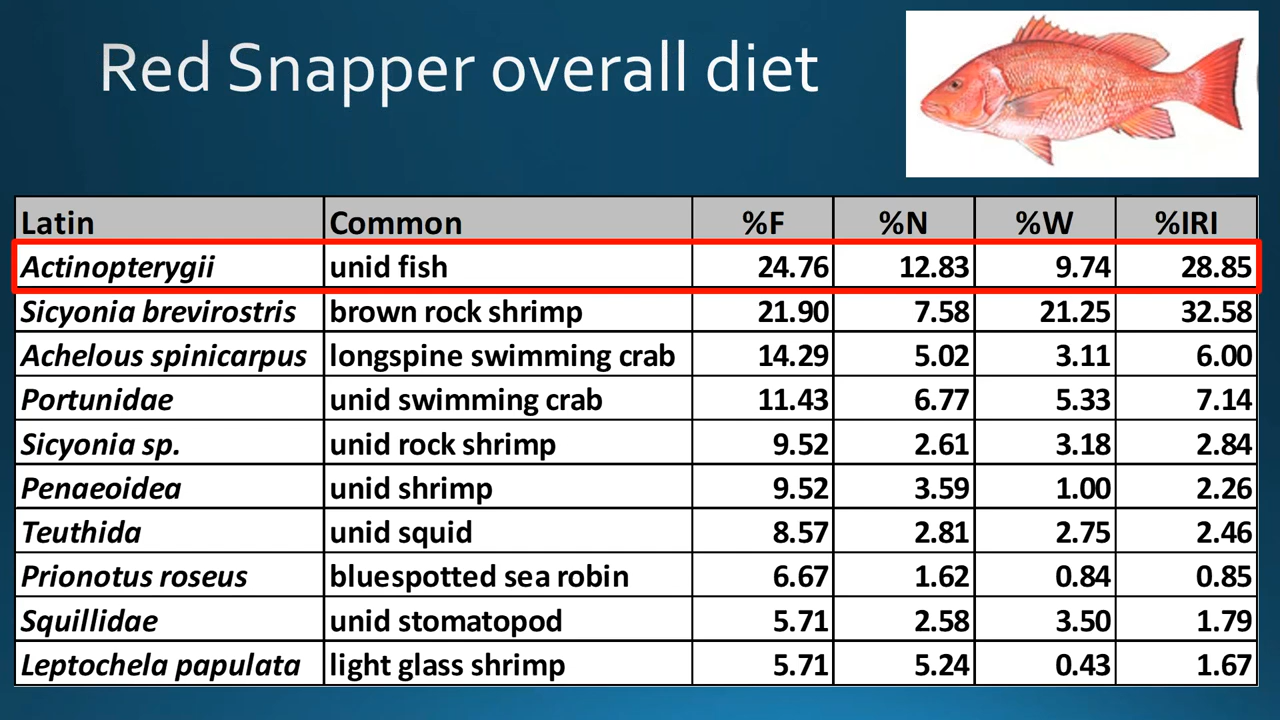 Red Snapper overall diet
Latin Common %F %N %W %IRI
Actinopterygii unid fish 24.76 12.83 9.74 28.85
Sicyonia brevirostris brown rock shrimp 21.90 7.58 21.25 32.58
Achelous spinicarpus longspine swimming crab 14.29 5.02 3.11 6.00
Portunidae unid swimming crab 11.43 6.77 5.33 7.14
Sicyonia sp. unid rock shrimp 9.52 2.61 3.18 2.84
Penaeoidea unid shrimp 9.52 3.59 1.00 2.26
Teuthida unid squid 8.57 2.81 2.75 2.46
Prionotus roseus bluespotted sea robin 6.67 1.62 0.84 0.85
Squillidae unid stomatopod 5.71 2.58 3.50 1.79
Leptochela papulata light glass shrimp 5.71 5.24 0.43 1.67